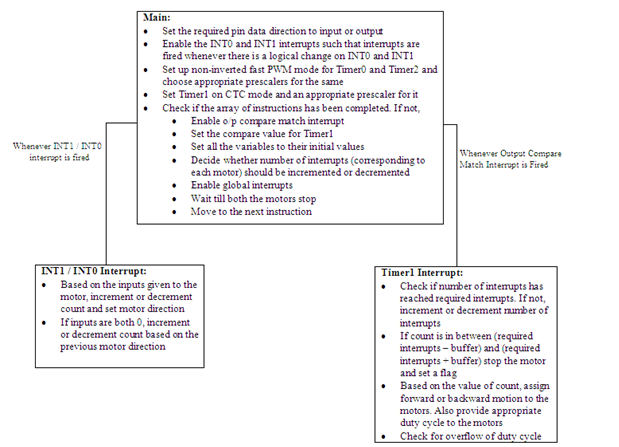 Main:
• Set the required pin data direction to input or output
• Enable the INT0 and INT1 interrupts such that interrupts are
fired whenever there is a logical change on INT0 and INT1
• Set up non-inverted fast PWM mode for Timer0 and Timer2 and
choose appropriate prescalers for the same
• Set Timer1 on CTC mode and an appropriate prescaler for it
• Check if the array of instructions has been completed. If not,
• Enable o/p compare match interrupt
• Set the compare value for Timer1
• Set all the variables to their initial values
• Decide whether number of interrupts (corresponding to
each motor) should be incremented or decremented
• Enable global interrupts
• Wait till both the motors stop
• Move to the next instruction
Whenever INT1 / INT0
interrupt is fired
Whenever Output Compare
Match Interrupt is Fired
INT1 / INT0 Interrupt:
• Based on the inputs given to the
motor, increment or decrement
count and set motor direction
• If inputs are both 0, increment
or decrement count based on the
previous motor direction
Timer1 Interrupt:
• Check if number of interrupts has
reached required interrupts. If not,
increment or decrement number of
interrupts
• If count is in between (required
interrupts – buffer) and (required
interrupts + buffer) stop the motor
and set a flag
• Based on the value of count, assign
forward or backward motion to the
motors. Also provide appropriate
duty cycle to the motors
• Check for overflow of duty cycle